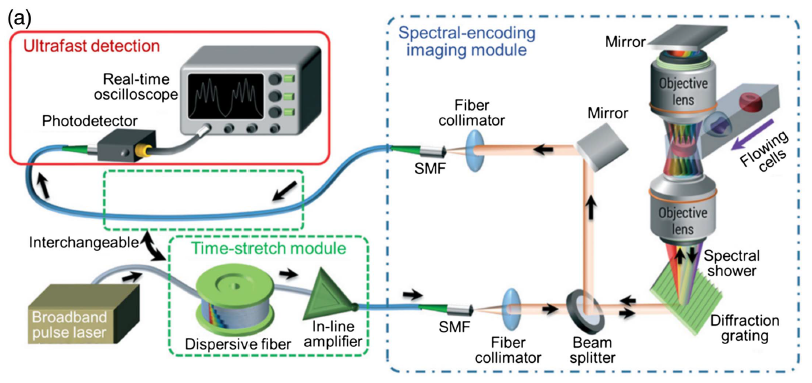 (a)
Ultrafast detection
Real-time
oscilloscope
Photodetector
Spectral-encoding
imaging module
Mirror
Objective
lens
Fiber
collimator
Mirror
SMF
Flowing
cells
Objective
lens
Interchangeable
Time-stretch module
Spectral
shower
Broadband
pulse laser
Dispersive fiber
In-line
amplifier
SMF
Fiber
collimator
Beam
splitter
Diffraction
grating